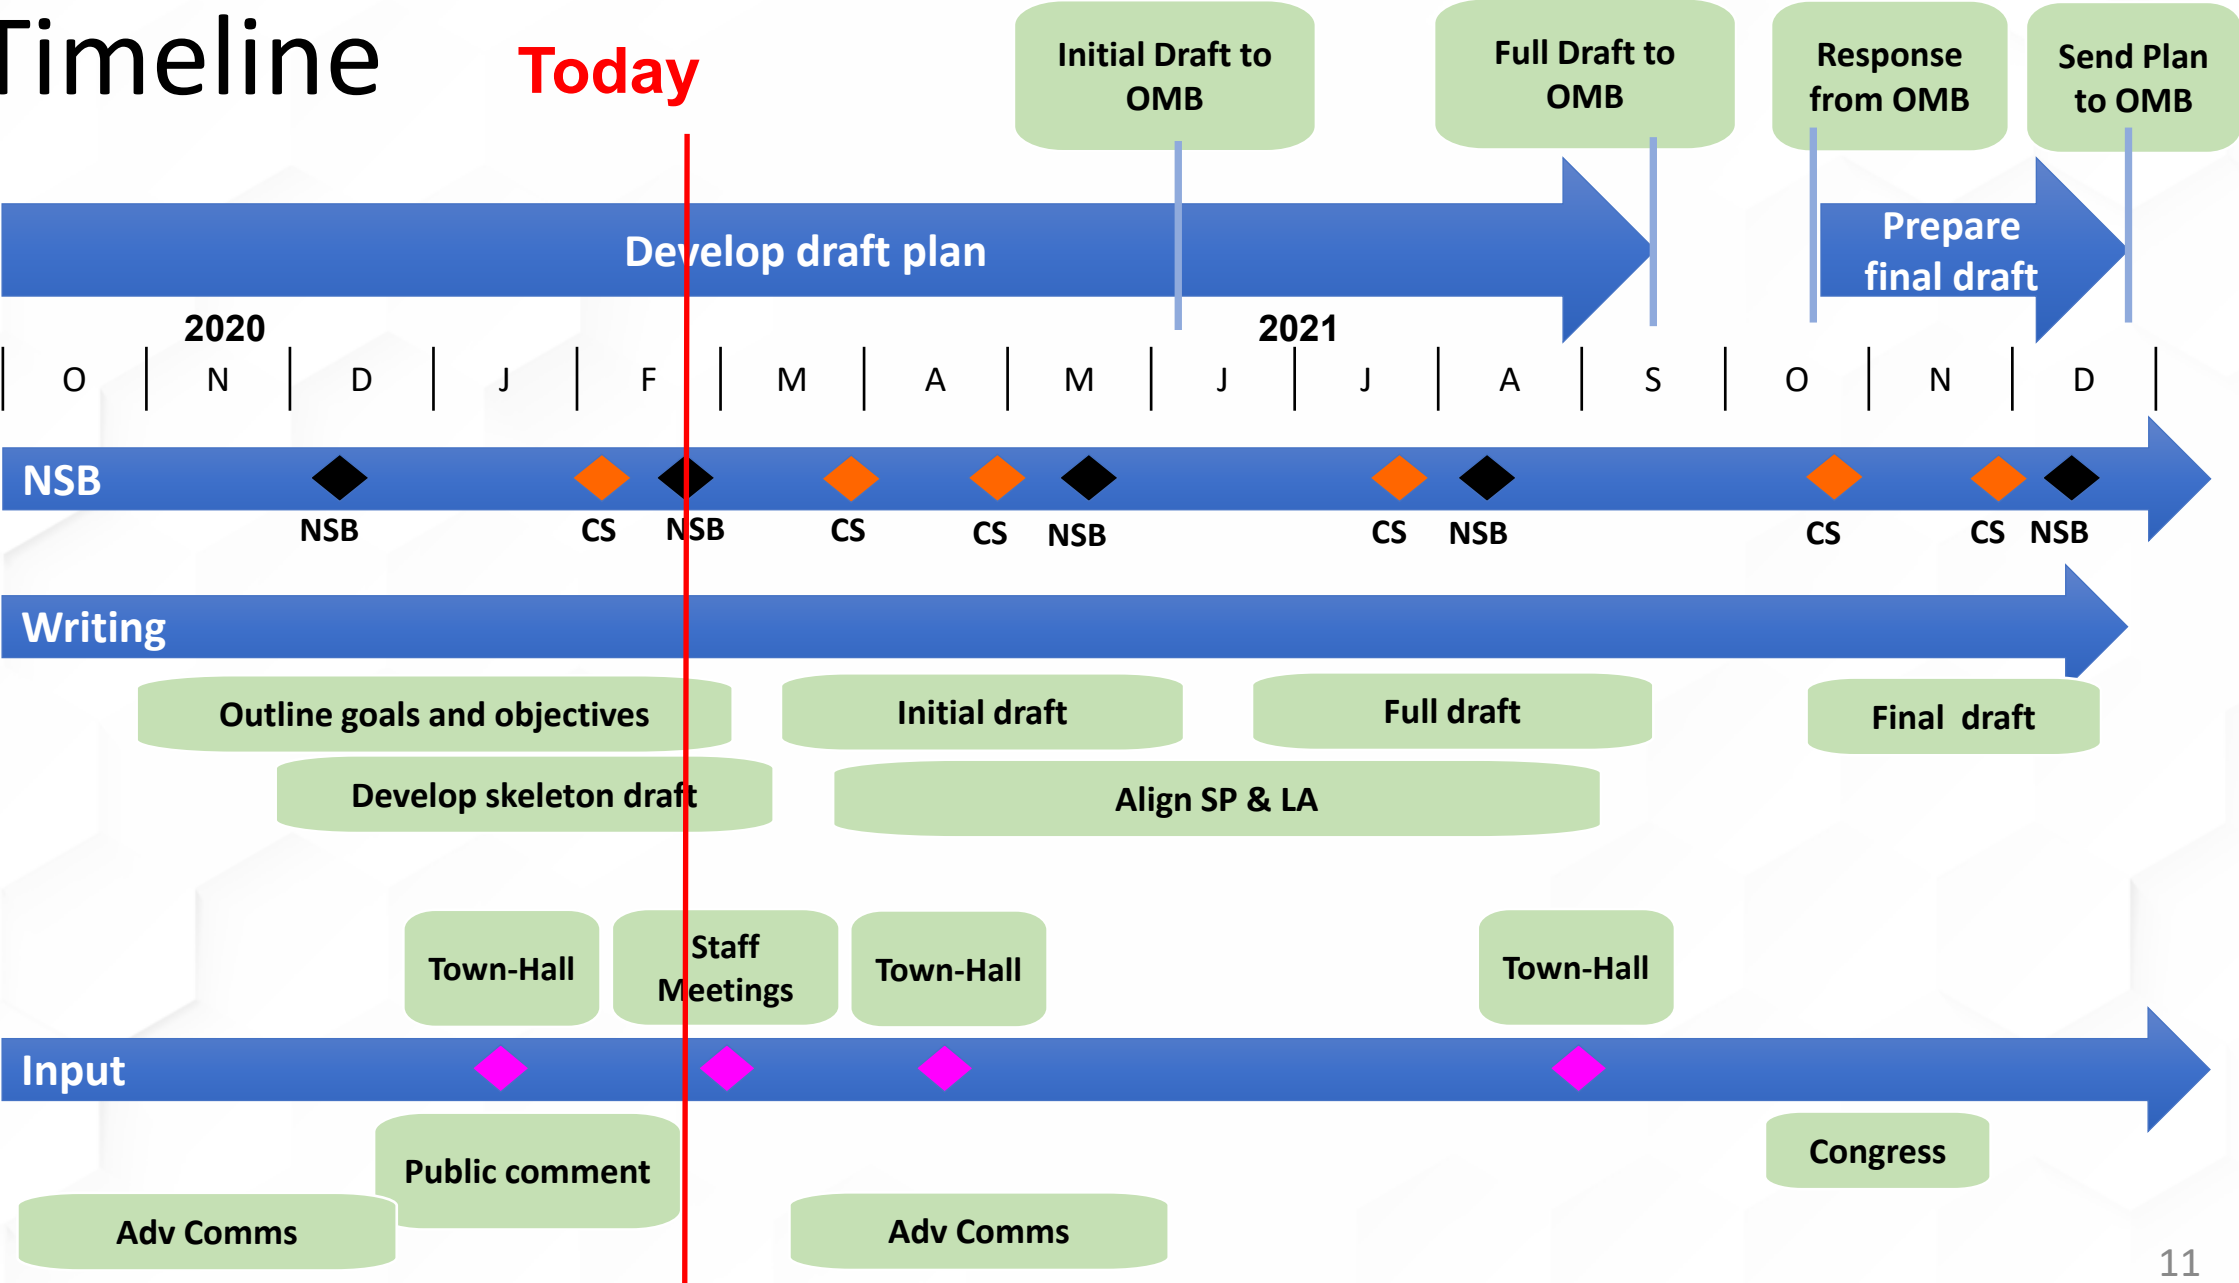 Timeline
Today
Initial Draft to
OMB
Full Draft to
OMB
Response
from OMB
Send Plan
to OMB
Develop draft plan
Prepare
final draft
2020
2021
O N D J F M A M J J A S O N D
NSB
NSB CS NSB CS CS NSB CS NSB CS CS NSB
Writing
Outline goals and objectives
Initial draft
Full draft
Final draft
Develop skeleton draft
Align SP & LA
Town-Hall
Staff
Meetings
Town-Hall
Town-Hall
Input
Public comment
Congress
Adv Comms
Adv Comms
11